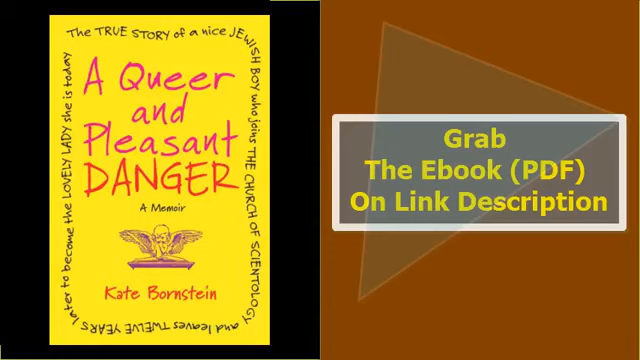 The TRUE STORY of a nice JEWISH BOY who joins THE CHURCH OF SCIENTOLOGY and leaves TWELVE YEARS later to become the LOVELY LADY she is today
A Queer
and
Pleasant
DANGER
A Memoir
Kate Bornstein
Grab
The Ebook (PDF)
On Link Description